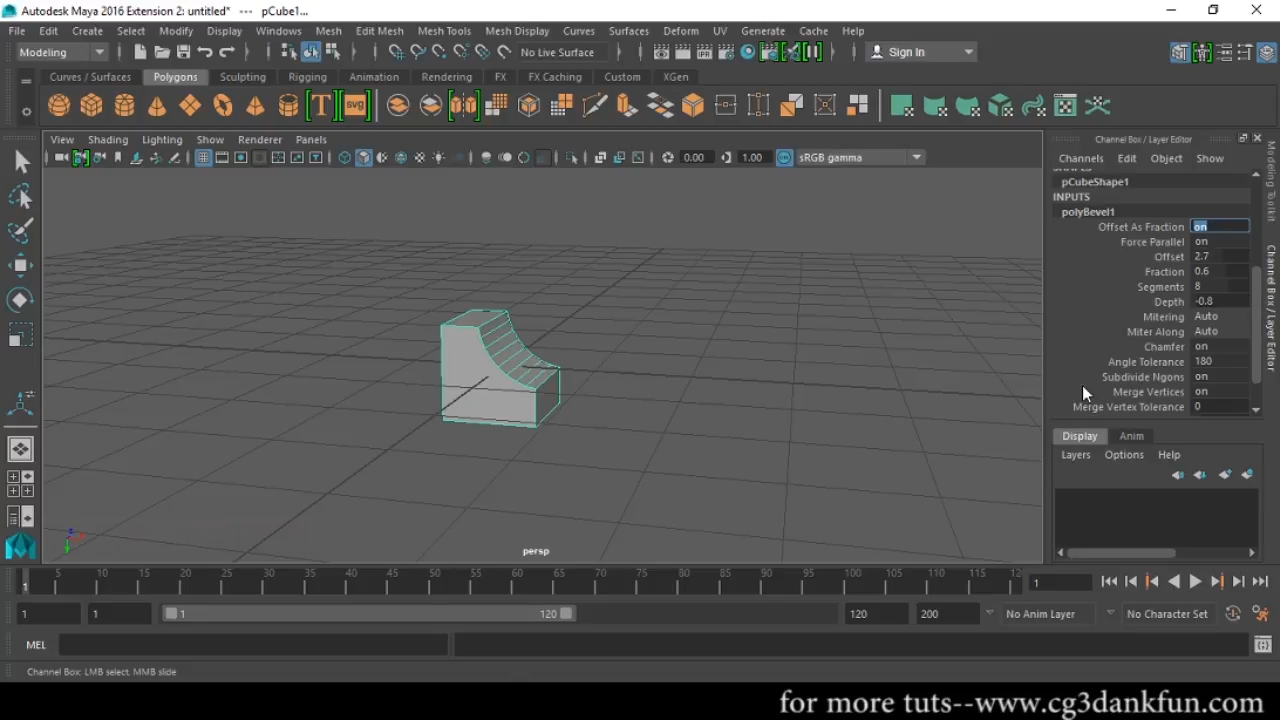 Autodesk Maya 2016 Extension 2: untitled*   ---   pCube1...
File Edit Create Select Modify Display Windows Mesh Edit Mesh Mesh Tools Mesh Display Curves Surfaces Deform UV Generate Cache Help
Modeling No Live Surface Sign In
Curves / Surfaces Polygons Sculpting Rigging Animation Rendering FX FX Caching Custom XGen
T svg
View Shading Lighting Show Renderer Panels
0.00 1.00 sRGB gamma
Channel Box / Layer Editor
Channels Edit Object Show
pCubeShape1
INPUTS
polyBevel1
Offset As Fraction on
Force Parallel on
Offset 2.7
Fraction 0.6
Segments 8
Depth -0.8
Mitering Auto
Miter Along Auto
Chamfer on
Angle Tolerance 180
Subdivide Ngons on
Merge Vertices on
Merge Vertex Tolerance 0
Modeling Toolkit
Channel Box / Layer Editor
Display Anim
Layers Options Help
persp
1 5 10 15 20 25 30 35 40 45 50 55 60 65 70 75 80 85 90 95 100 105 110 115 12 1
1 1 1 120 120 200 No Anim Layer No Character Set
MEL
Channel Box: LMB select, MMB slide
for more tuts--www.cg3dankfun.com